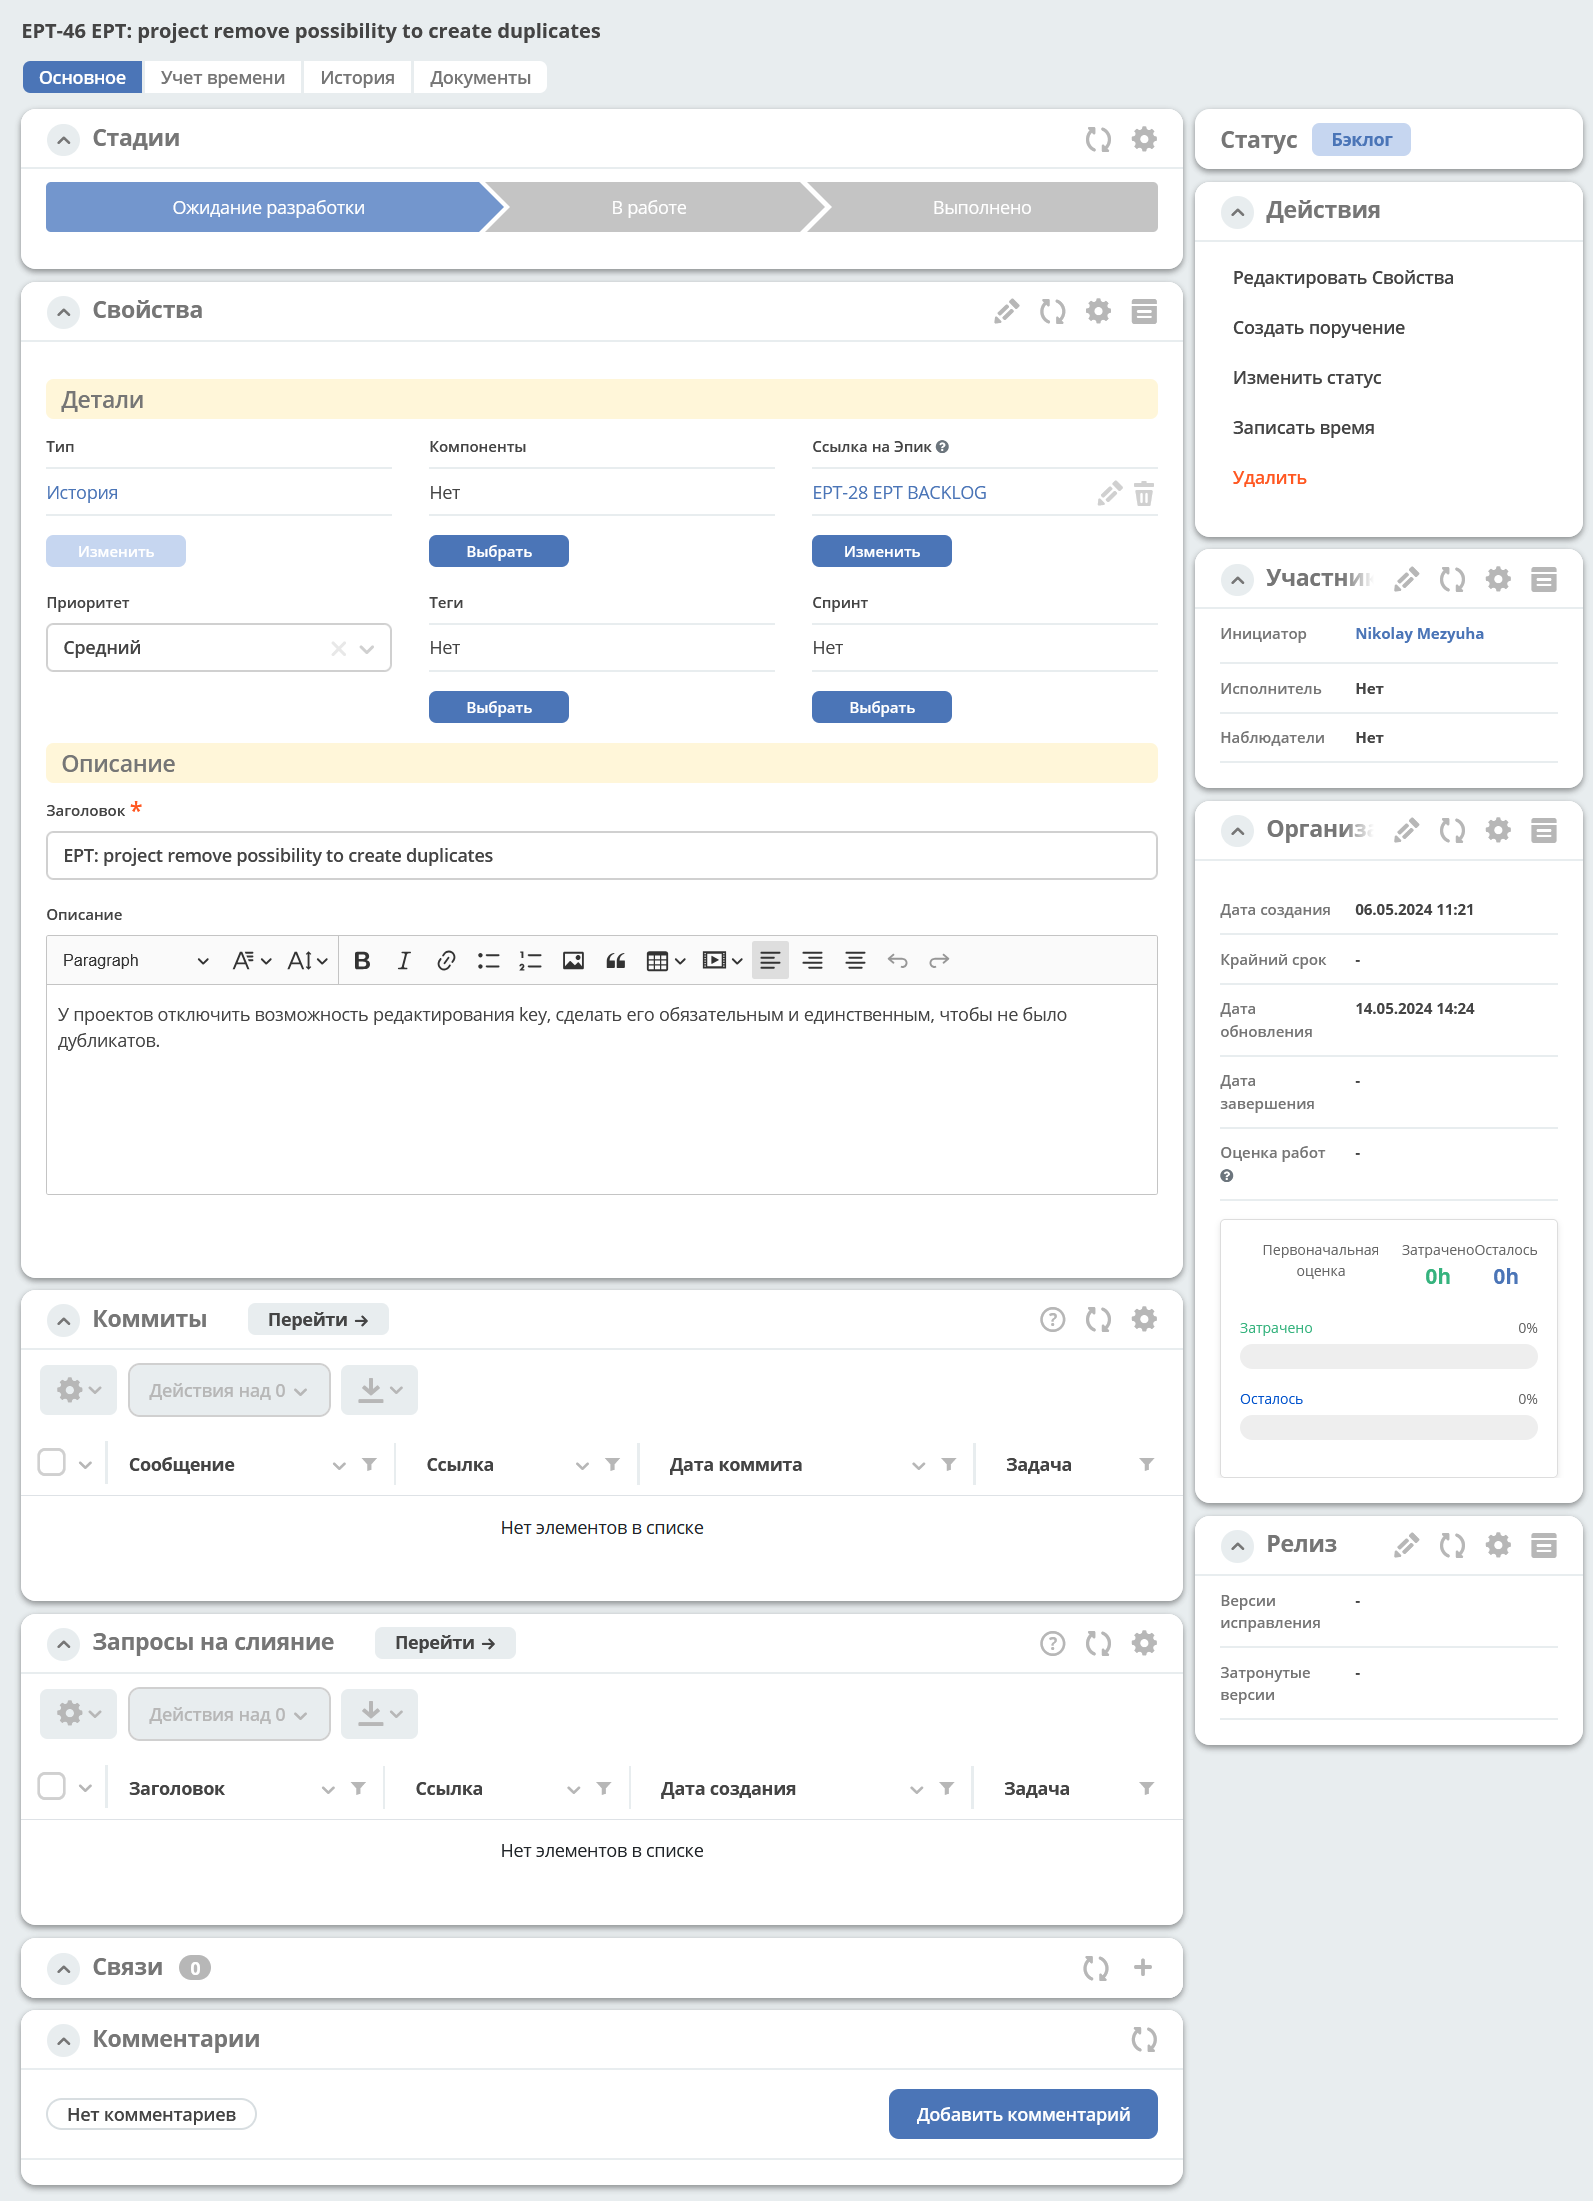 EPT-46 EPT: project remove possibility to create duplicates
Основное
Учет времени
История
Документы
Стадии
Ожидание разработки
В работе
Выполнено
Свойства
Детали
Тип
Компоненты
Ссылка на Эпик
История
Нет
EPT-28 EPT BACKLOG
Изменить
Выбрать
Изменить
Приоритет
Теги
Спринт
Средний
Нет
Нет
Выбрать
Выбрать
Описание
Заголовок *
EPT: project remove possibility to create duplicates
Описание
Paragraph
У проектов отключить возможность редактирования key, сделать его обязательным и единственным, чтобы не было
дубликатов.
Коммиты
Перейти →
Действия над 0
Сообщение
Ссылка
Дата коммита
Задача
Нет элементов в списке
Запросы на слияние
Перейти →
Действия над 0
Заголовок
Ссылка
Дата создания
Задача
Нет элементов в списке
Связи
0
Комментарии
Нет комментариев
Добавить комментарий
Статус
Бэклог
Действия
Редактировать Свойства
Создать поручение
Изменить статус
Записать время
Удалить
Участник
Инициатор
Nikolay Mezyuha
Исполнитель
Нет
Наблюдатели
Нет
Организа
Дата создания
06.05.2024 11:21
Крайний срок
-
Дата
обновления
14.05.2024 14:24
Дата
завершения
-
Оценка работ
-
Первоначальная
оценка
Затрачено
0h
Осталось
0h
Затрачено
0%
Осталось
0%
Релиз
Версии
исправления
-
Затронутые
версии
-